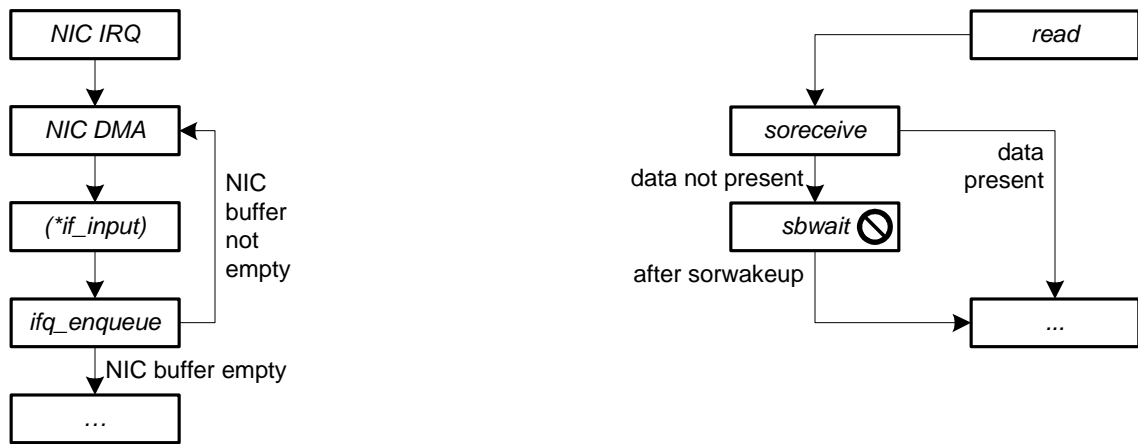 NIC IRQ
NIC DMA
(*if_input)
ifq_enqueue
NIC
buffer
not
empty
NIC buffer empty
...
read
soreceive
data not present
data
present
sbwait
after sorwakeup
...